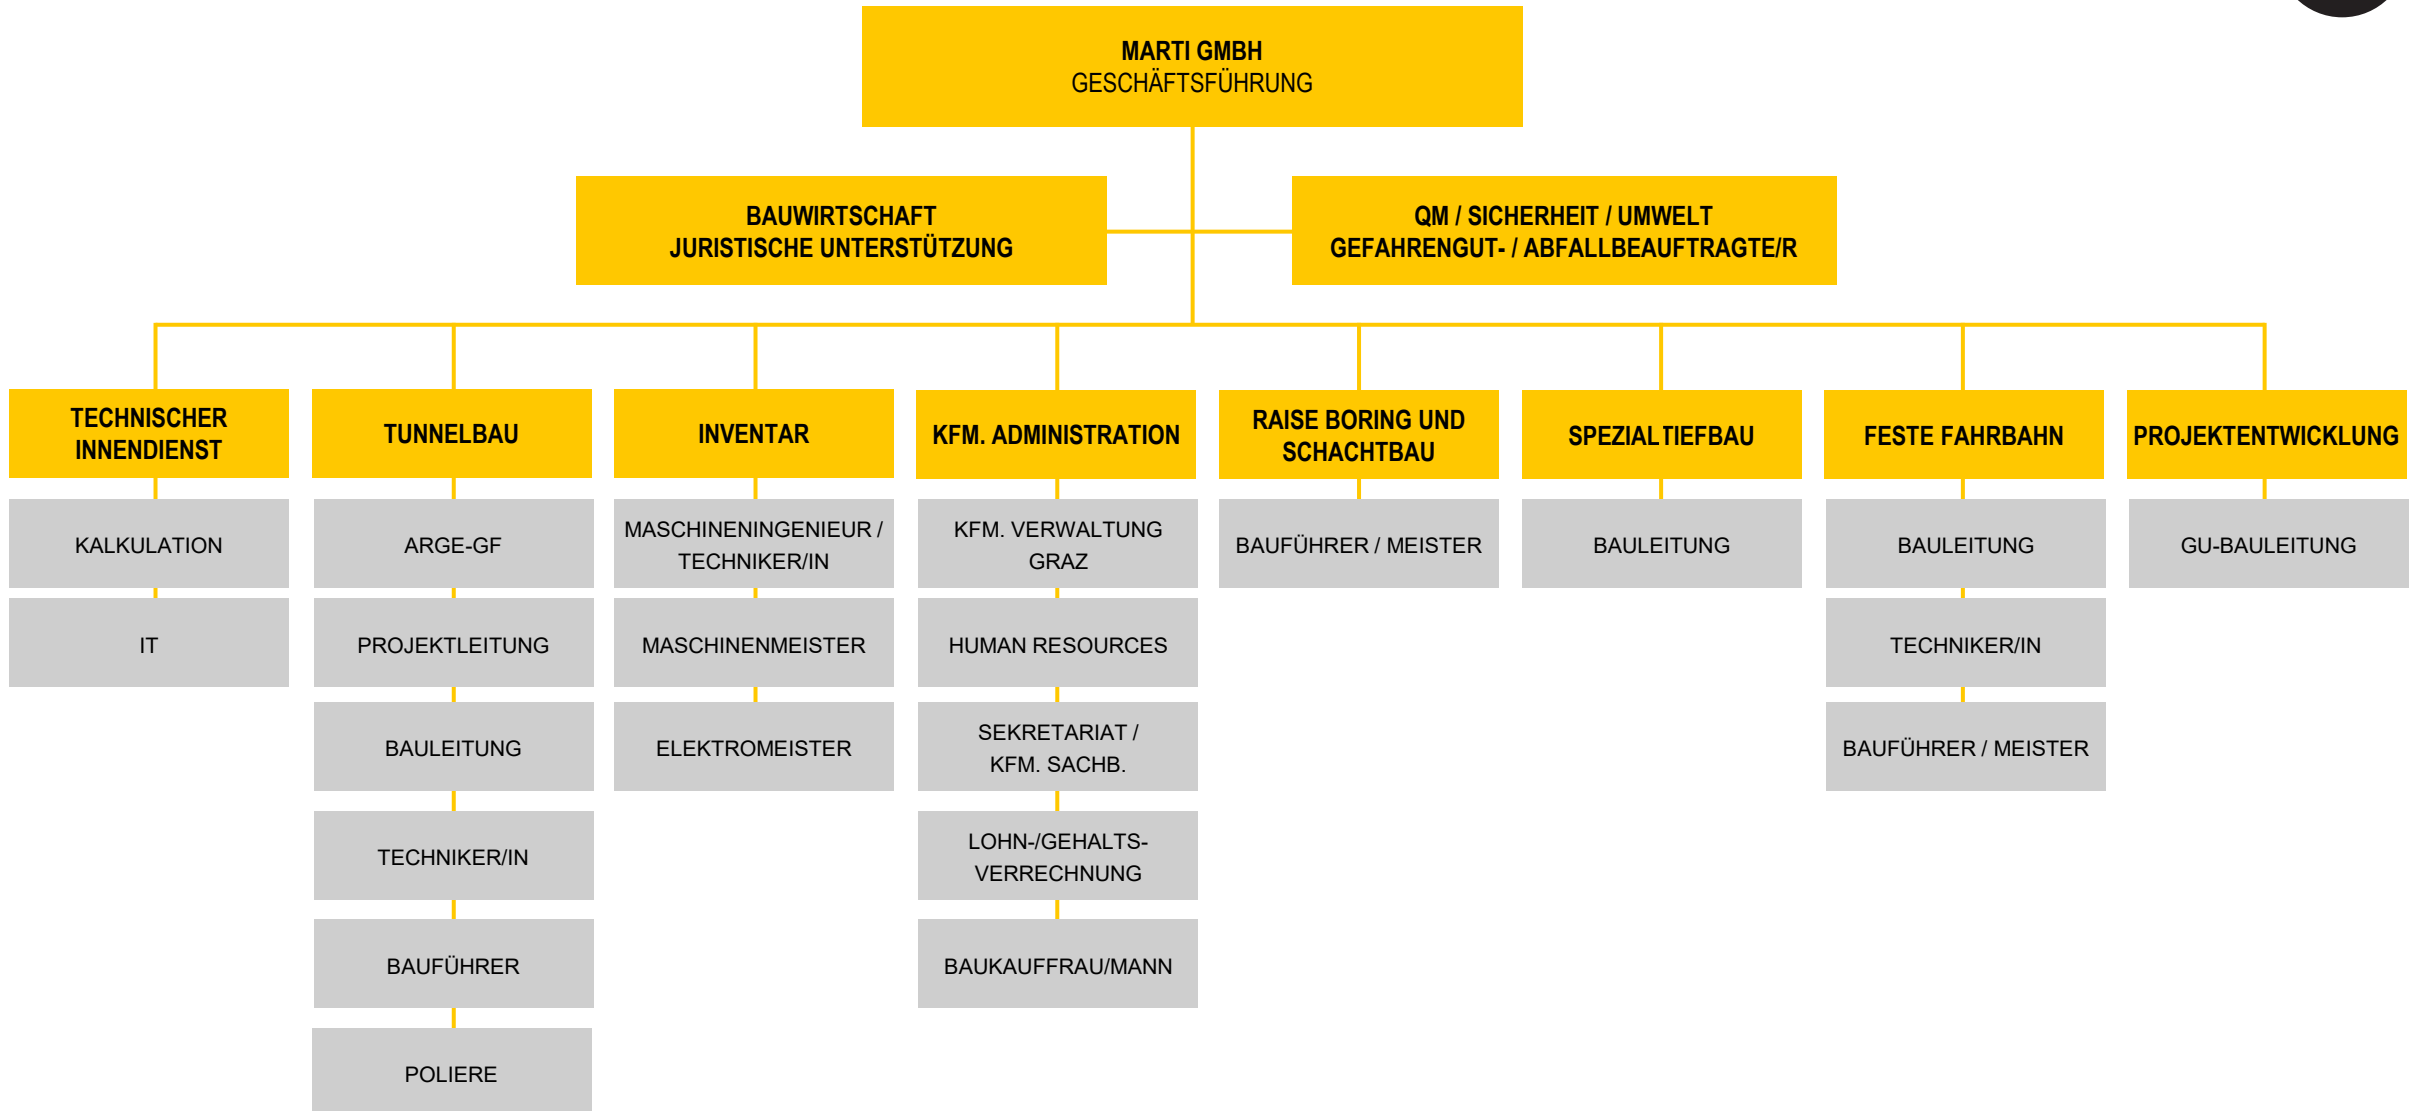 MARTI GMBH
GESCHÄFTSFÜHRUNG
BAUWIRTSCHAFT
JURISTISCHE UNTERSTÜTZUNG
QM / SICHERHEIT / UMWELT
GEFAHRENGUT- / ABFALLBEAUFTRAGTE/R
TECHNISCHER
INNENDIENST
KALKULATION
IT
TUNNELBAU
ARGE-GF
PROJEKTLEITUNG
BAULEITUNG
TECHNIKER/IN
BAUFÜHRER
POLIERE
INVENTAR
MASCHINENINGENIEUR /
TECHNIKER/IN
MASCHINENMEISTER
ELEKTROMEISTER
KFM. ADMINISTRATION
KFM. VERWALTUNG
GRAZ
HUMAN RESOURCES
SEKRETARIAT /
KFM. SACHB.
LOHN-/GEHALTS-
VERRECHNUNG
BAUKAUFFRAU/MANN
RAISE BORING UND
SCHACHTBAU
BAUFÜHRER / MEISTER
SPEZIALTIEFBAU
BAULEITUNG
FESTE FAHRBAHN
BAULEITUNG
TECHNIKER/IN
BAUFÜHRER / MEISTER
PROJEKTENTWICKLUNG
GU-BAULEITUNG